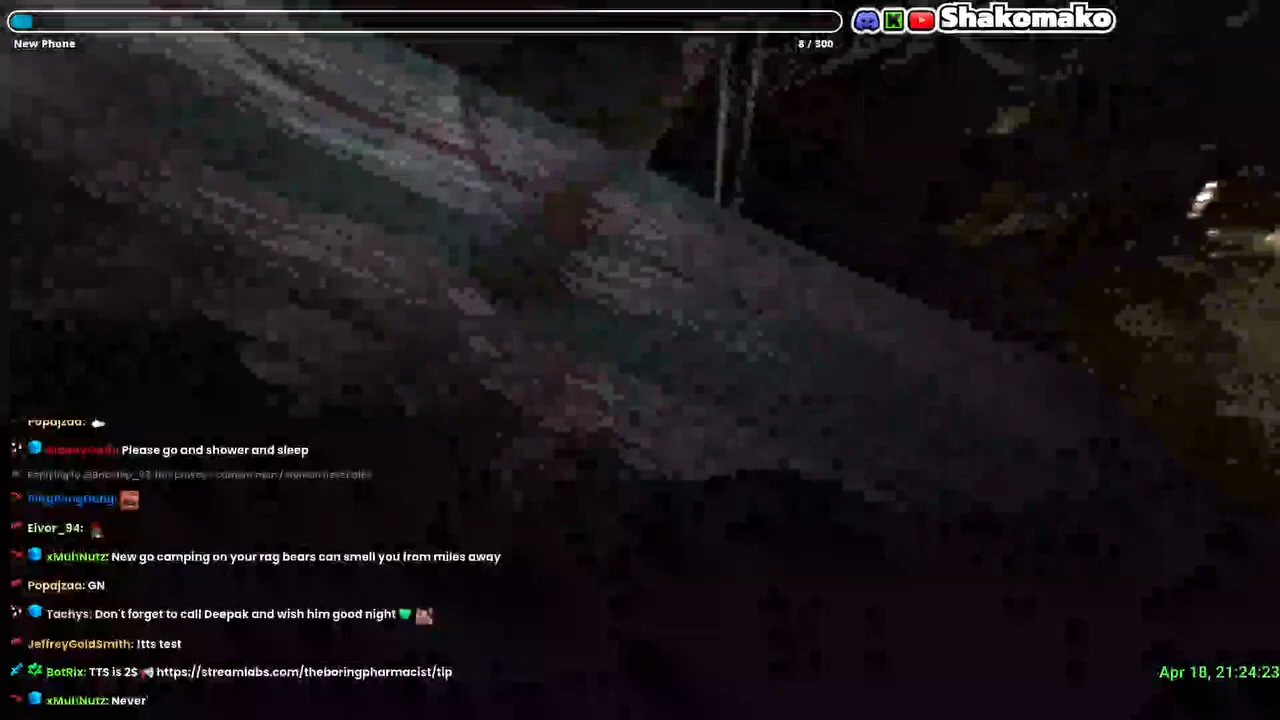 Shakomako
New Phone
8 / 300
Popajzaa:
Please go and shower and sleep
Eivor_94:
xMuhNutz: New go camping on your rag bears can smell you from miles away
Popajzaa: GN
Tachys: Don't forget to call Deepak and wish him good night
JeffreyGoldSmith: !tts test
BotRix: TTS is 2$ https://streamlabs.com/theboringpharmacist/tip
Apr 18, 21:24:23
xMuhNutz: Never